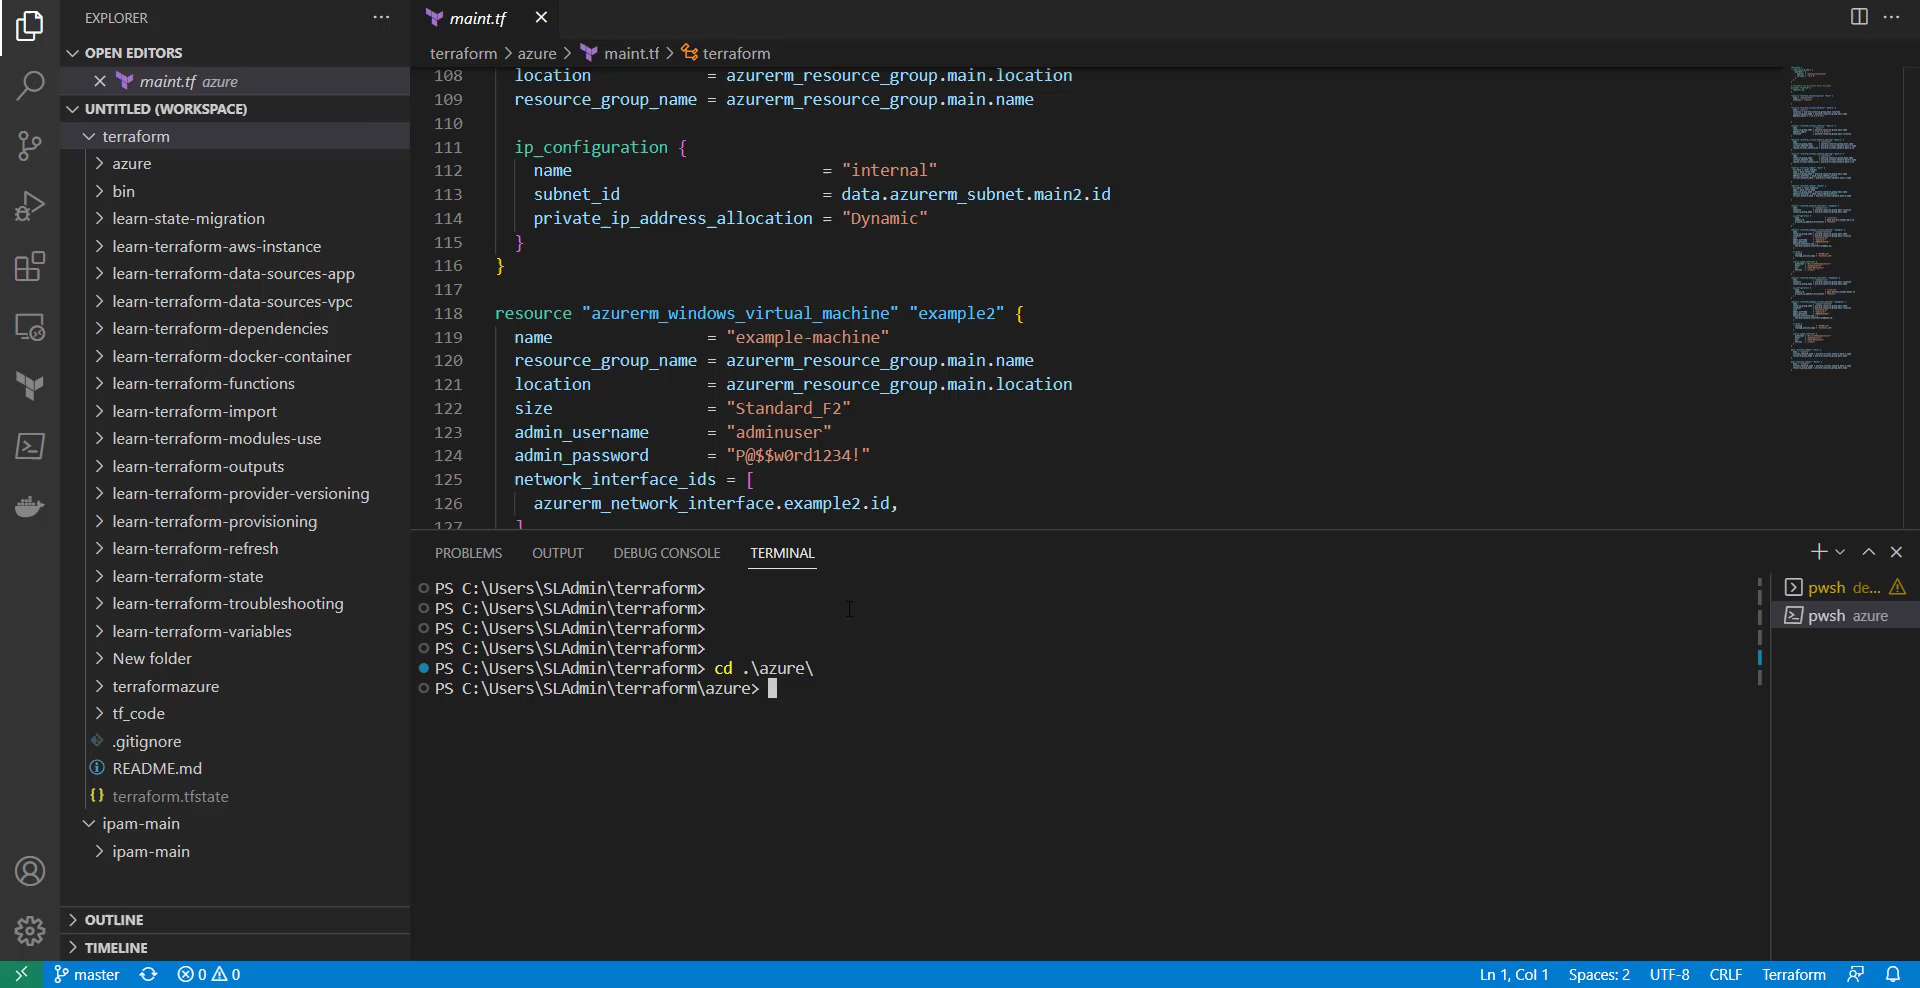 EXPLORER
OPEN EDITORS
maint.tf azure
UNTITLED (WORKSPACE)
terraform
azure
bin
learn-state-migration
learn-terraform-aws-instance
learn-terraform-data-sources-app
learn-terraform-data-sources-vpc
learn-terraform-dependencies
learn-terraform-docker-container
learn-terraform-functions
learn-terraform-import
learn-terraform-modules-use
learn-terraform-outputs
learn-terraform-provider-versioning
learn-terraform-provisioning
learn-terraform-refresh
learn-terraform-state
learn-terraform-troubleshooting
learn-terraform-variables
New folder
terraformazure
tf_code
.gitignore
README.md
{} terraform.tfstate
ipam-main
ipam-main
OUTLINE
TIMELINE
maint.tf
terraform > azure > maint.tf > terraform
108 location = azurerm_resource_group.main.location
109 resource_group_name = azurerm_resource_group.main.name
110
111 ip_configuration {
112 name = "internal"
113 subnet_id = data.azurerm_subnet.main2.id
114 private_ip_address_allocation = "Dynamic"
115 }
116 }
117
118 resource "azurerm_windows_virtual_machine" "example2" {
119 name = "example-machine"
120 resource_group_name = azurerm_resource_group.main.name
121 location = azurerm_resource_group.main.location
122 size = "Standard_F2"
123 admin_username = "adminuser"
124 admin_password = "P@$$w0rd1234!"
125 network_interface_ids = [
126 azurerm_network_interface.example2.id,
127 ]
PROBLEMS OUTPUT DEBUG CONSOLE TERMINAL
PS C:\Users\SLAdmin\terraform>
PS C:\Users\SLAdmin\terraform>
PS C:\Users\SLAdmin\terraform>
PS C:\Users\SLAdmin\terraform>
PS C:\Users\SLAdmin\terraform> cd .\azure\
PS C:\Users\SLAdmin\terraform\azure>
pwsh de...
pwsh azure
master 0 0 Ln 1, Col 1 Spaces: 2 UTF-8 CRLF Terraform